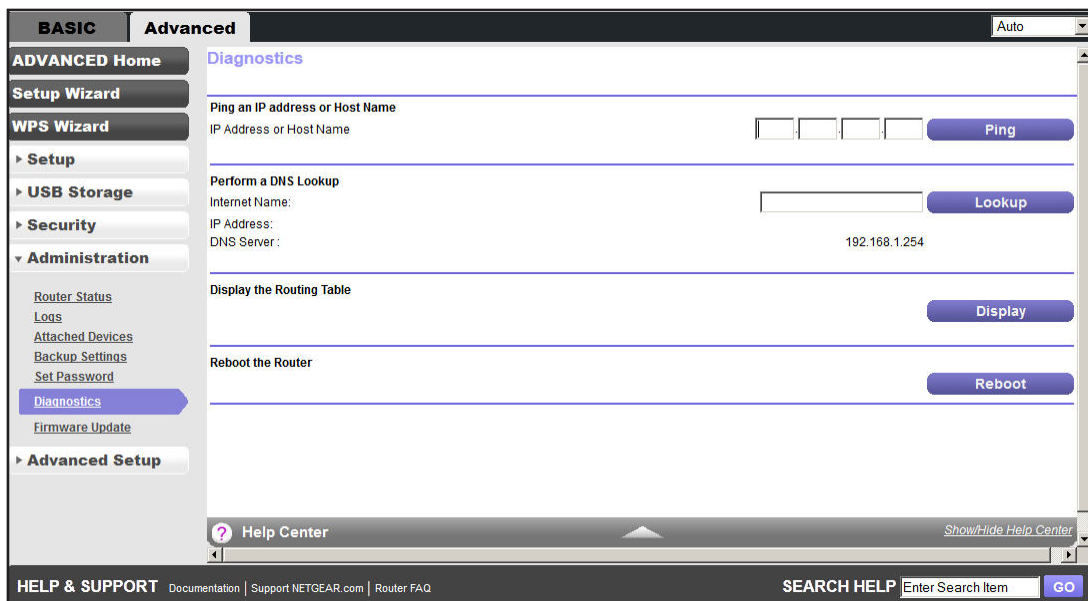 BASIC Advanced Auto
ADVANCED Home
Setup Wizard
WPS Wizard
Setup
USB Storage
Security
Administration
Router Status
Logs
Attached Devices
Backup Settings
Set Password
Diagnostics
Firmware Update
Advanced Setup
Diagnostics
Ping an IP address or Host Name
IP Address or Host Name . . . Ping
Perform a DNS Lookup
Internet Name: Lookup
IP Address:
DNS Server : 192.168.1.254
Display the Routing Table
Display
Reboot the Router
Reboot
? Help Center Show/Hide Help Center
HELP & SUPPORT Documentation | Support NETGEAR.com | Router FAQ SEARCH HELP Enter Search Item GO